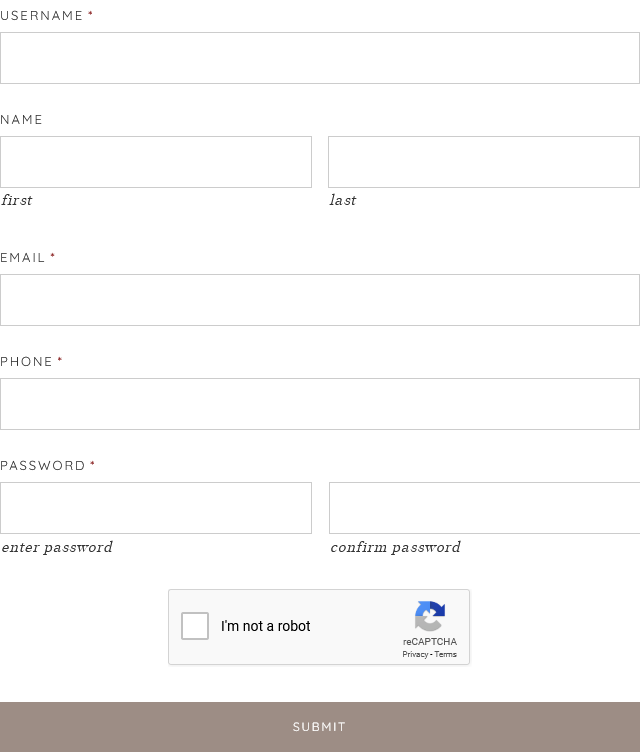 USERNAME *
NAME
first last
EMAIL *
PHONE *
PASSWORD *
enter password confirm password
I'm not a robot
reCAPTCHA
Privacy - Terms
SUBMIT